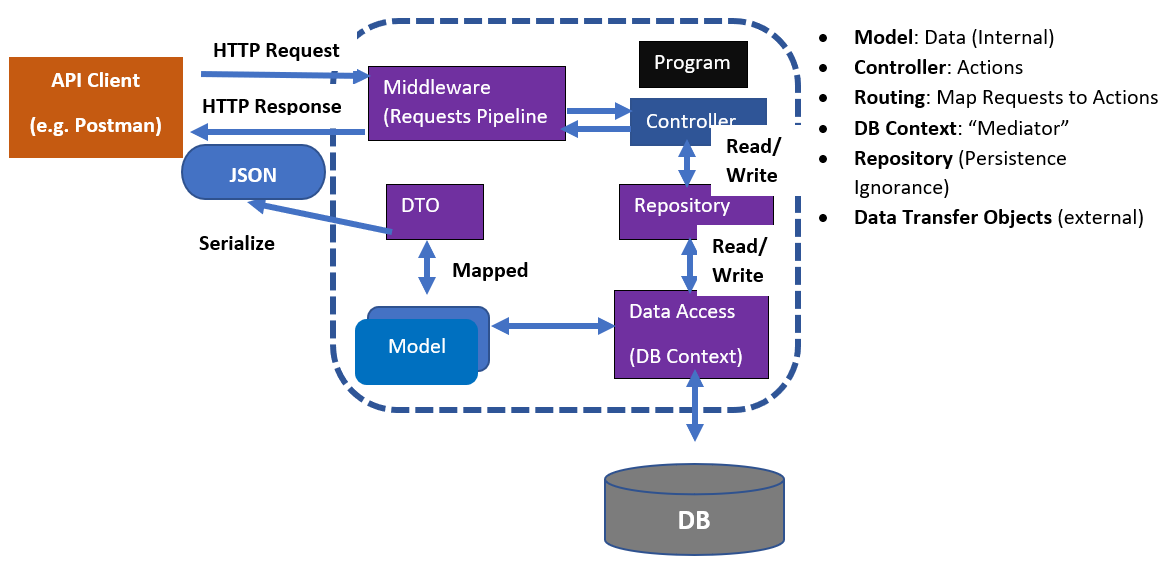 HTTP Request
API Client
(e.g. Postman)
HTTP Response
JSON
Serialize
Middleware
(Requests Pipeline
Program
Controller
Read/
Write
DTO
Repository
Mapped
Read/
Write
Model
Data Access
(DB Context)
DB
• Model: Data (Internal)
• Controller: Actions
• Routing: Map Requests to Actions
• DB Context: “Mediator”
• Repository (Persistence
Ignorance)
• Data Transfer Objects (external)